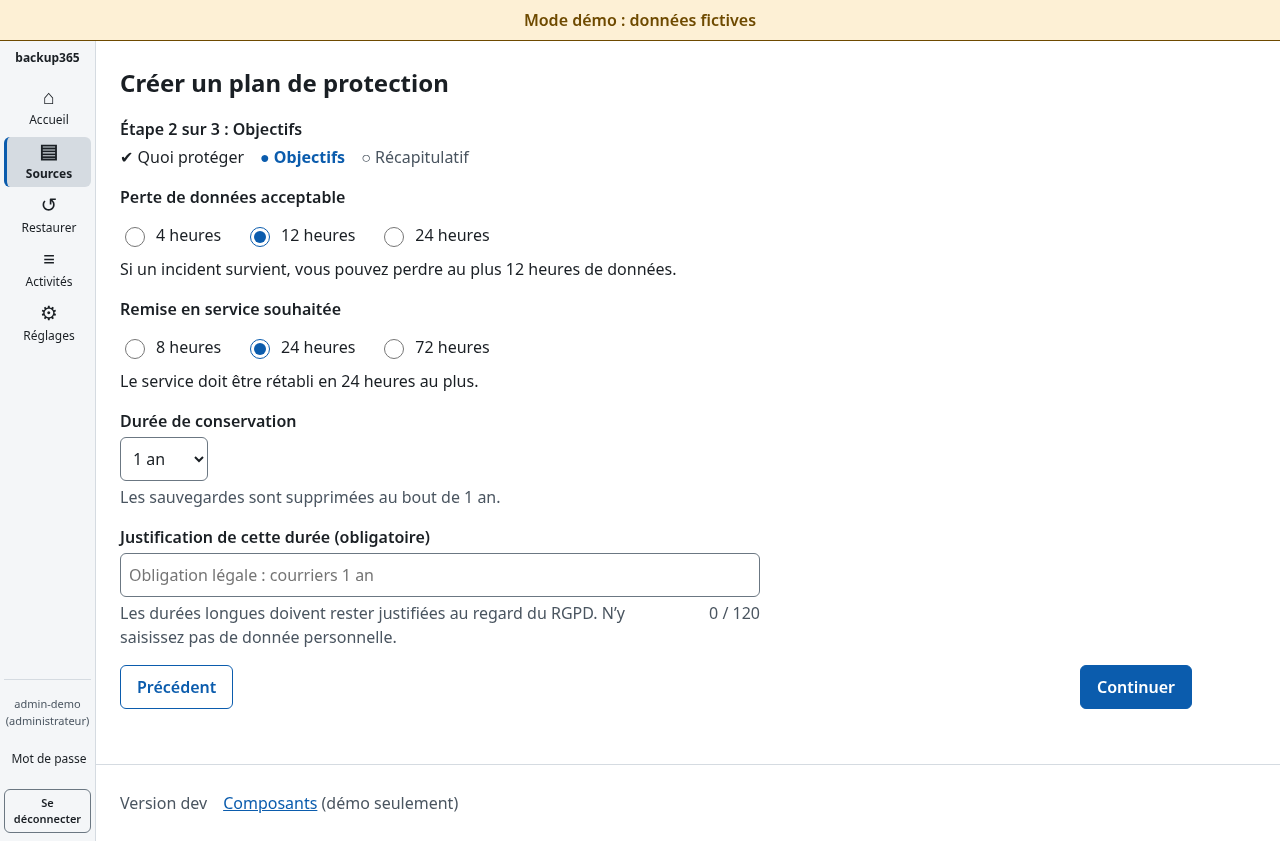 Mode démo : données fictives
backup365
Accueil
Sources
Restaurer
Activités
Réglages
admin-demo
(administrateur)
Mot de passe
Se
déconnecter
Créer un plan de protection
Étape 2 sur 3 : Objectifs
✔ Quoi protéger ● Objectifs ○ Récapitulatif
Perte de données acceptable
4 heures 12 heures 24 heures
Si un incident survient, vous pouvez perdre au plus 12 heures de données.
Remise en service souhaitée
8 heures 24 heures 72 heures
Le service doit être rétabli en 24 heures au plus.
Durée de conservation
1 an
Les sauvegardes sont supprimées au bout de 1 an.
Justification de cette durée (obligatoire)
Obligation légale : courriers 1 an
Les durées longues doivent rester justifiées au regard du RGPD. N’y 0 / 120
saisissez pas de donnée personnelle.
Précédent Continuer
Version dev Composants (démo seulement)